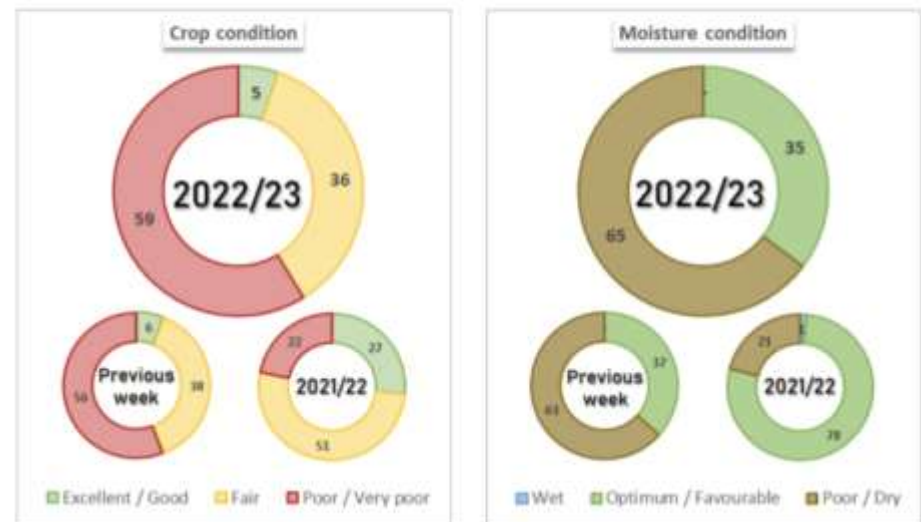 Crop condition
5
36
59
2022/23
6
38
56
Previous
week
27
51
22
2021/22
Excellent / Good
Fair
Poor / Very poor
Moisture condition
35
65
2022/23
37
63
Previous
week
78
21
2021/22
Wet
Optimum / Favourable
Poor / Dry